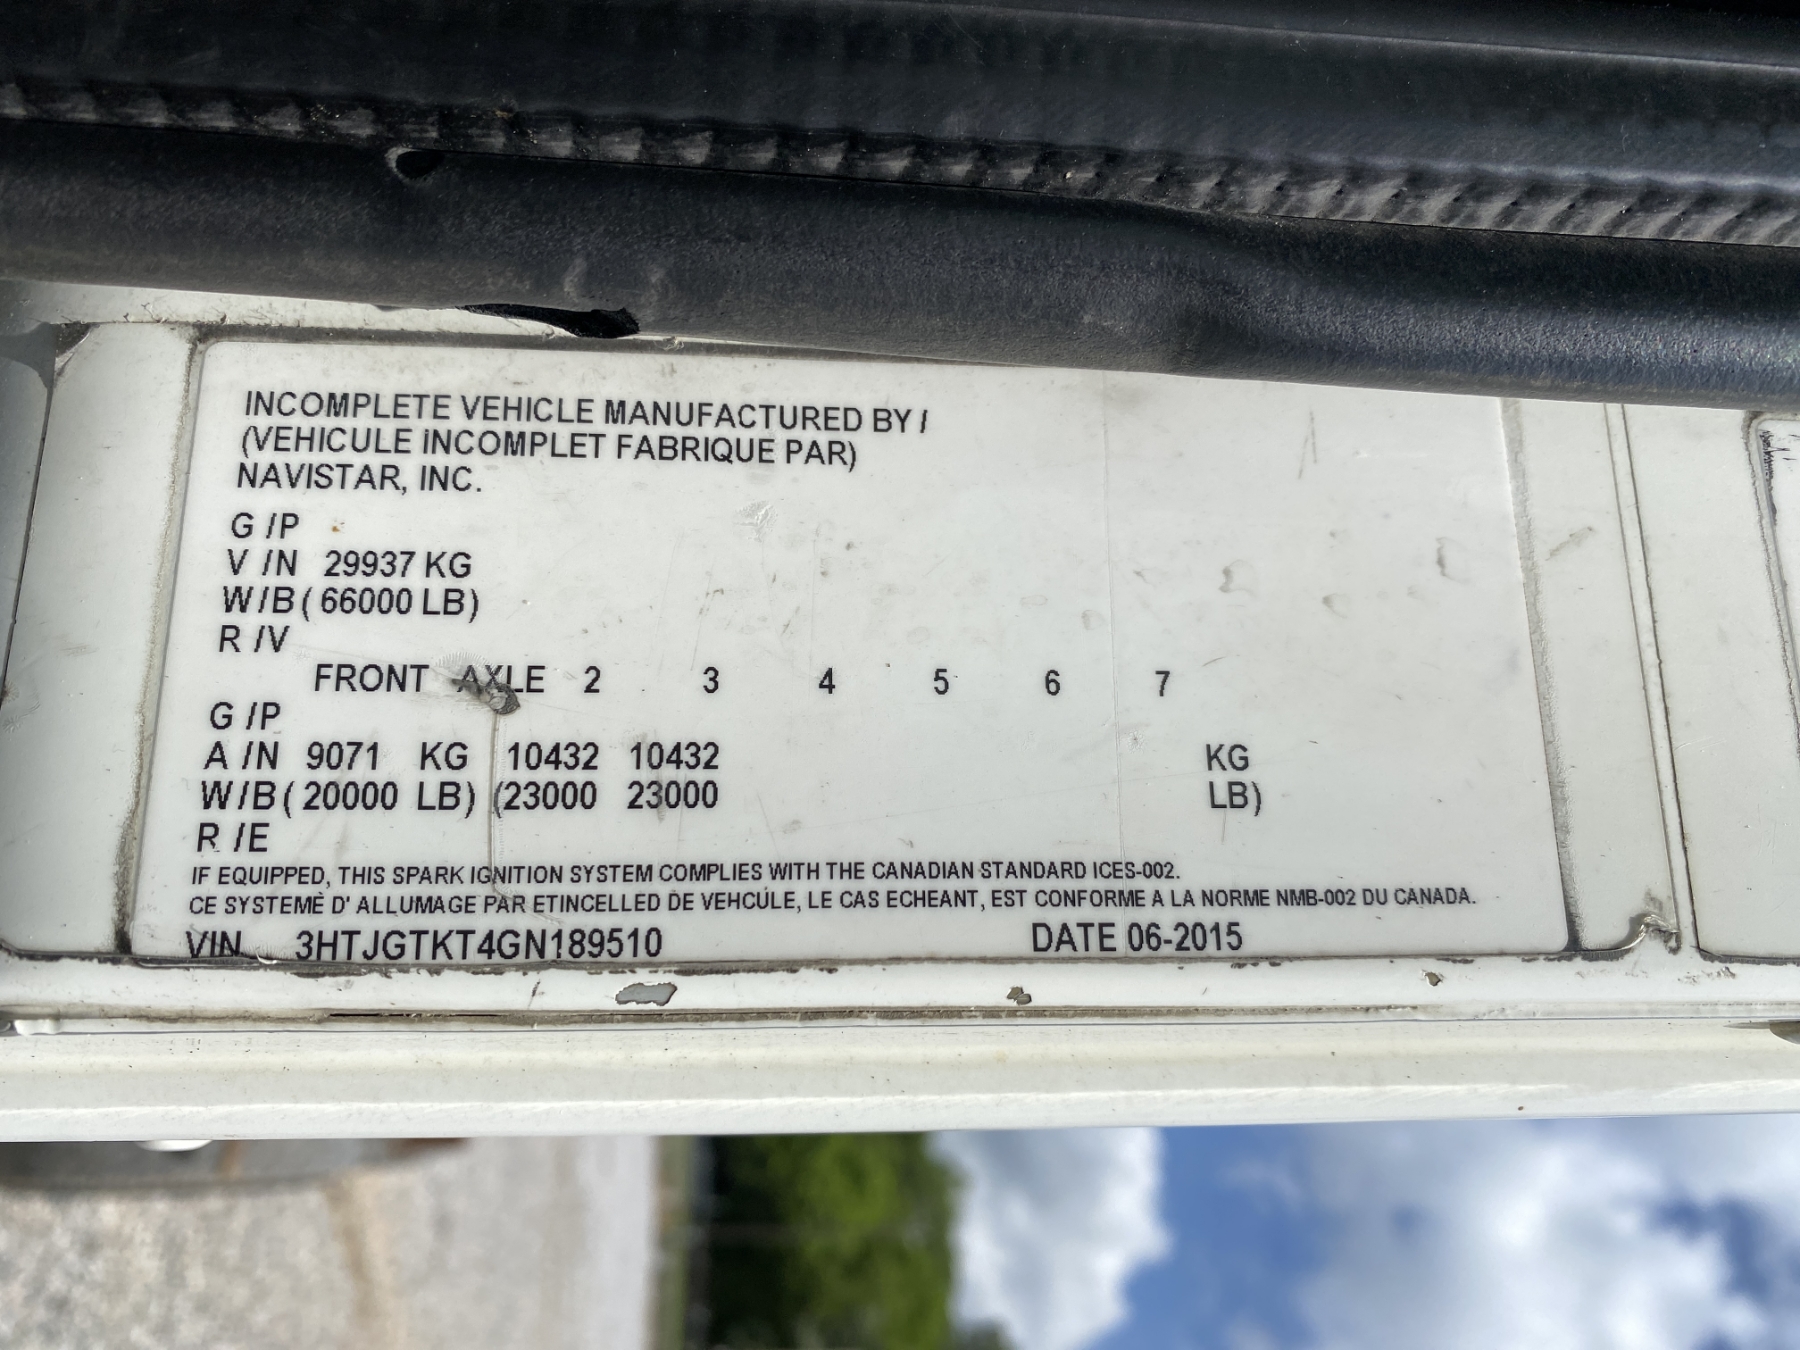 INCOMPLETE VEHICLE MANUFACTURED BY /
(VEHICULE INCOMPLET FABRIQUE PAR)
NAVISTAR, INC.
G /P
V /N 29937 KG
W/B ( 66000 LB)
R /V
FRONT AXLE 2 3 4 5 6 7
G /P
A /N 9071 KG 10432 10432 KG
W/B ( 20000 LB) (23000 23000 LB)
R /E
IF EQUIPPED, THIS SPARK IGNITION SYSTEM COMPLIES WITH THE CANADIAN STANDARD ICES-002.
CE SYSTEME D' ALLUMAGE PAR ETINCELLED DE VEHCULE, LE CAS ECHEANT, EST CONFORME A LA NORME NMB-002 DU CANADA.
VIN 3HTJGTKT4GN189510 DATE 06-2015